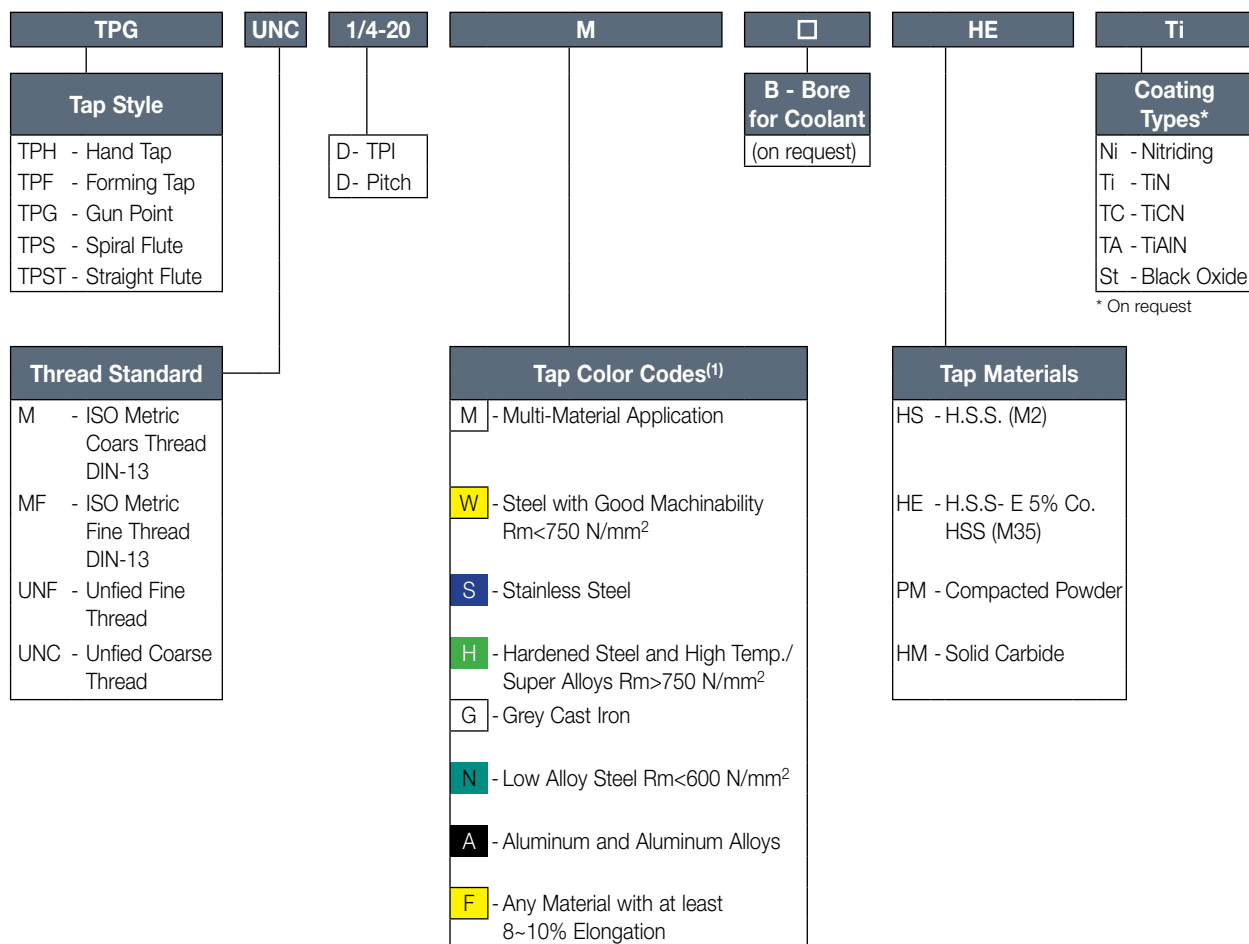 TPG UNC 1/4-20 M □ HE Ti
Tap Style
TPH - Hand Tap
TPF - Forming Tap
TPG - Gun Point
TPS - Spiral Flute
TPST - Straight Flute
D- TPI
D- Pitch
B - Bore
for Coolant
(on request)
Coating
Types*
Ni - Nitriding
Ti - TiN
TC - TiCN
TA - TiAlN
St - Black Oxide
* On request
Thread Standard
M - ISO Metric
Coars Thread
DIN-13
MF - ISO Metric
Fine Thread
DIN-13
UNF - Unfied Fine
Thread
UNC - Unfied Coarse
Thread
Tap Color Codes(1)
M - Multi-Material Application
W - Steel with Good Machinability
Rm<750 N/mm2
S - Stainless Steel
H - Hardened Steel and High Temp./
Super Alloys Rm>750 N/mm2
G - Grey Cast Iron
N - Low Alloy Steel Rm<600 N/mm2
A - Aluminum and Aluminum Alloys
F - Any Material with at least
8~10% Elongation
Tap Materials
HS - H.S.S. (M2)
HE - H.S.S- E 5% Co.
HSS (M35)
PM - Compacted Powder
HM - Solid Carbide